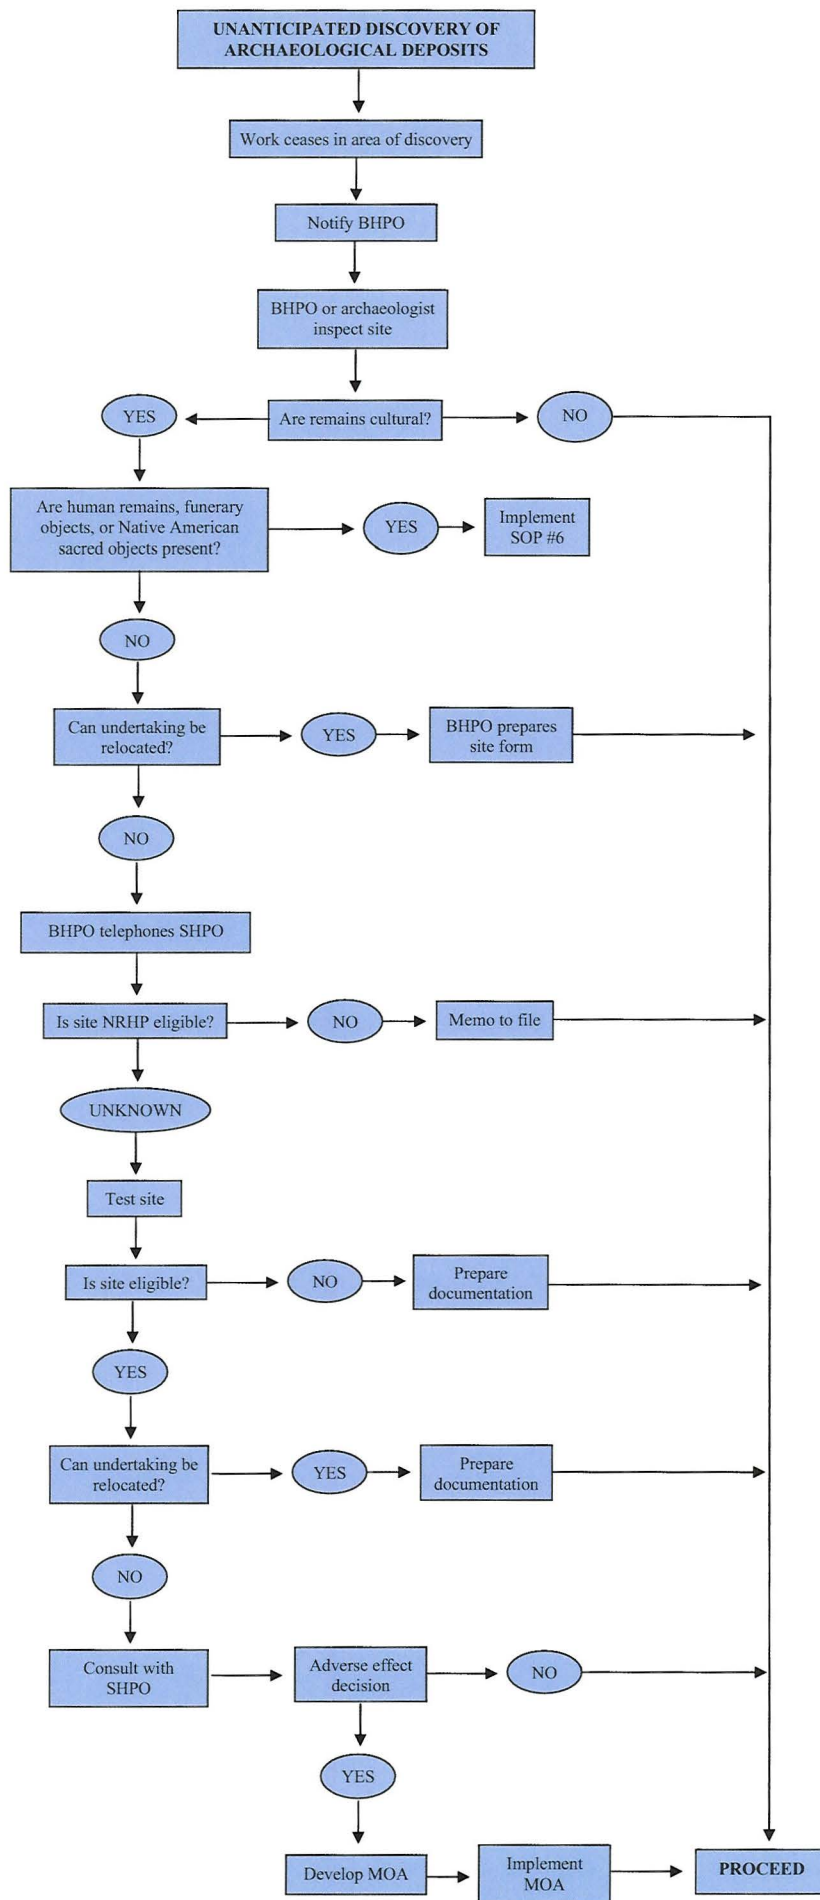 UNANTICIPATED DISCOVERY OF
ARCHAEOLOGICAL DEPOSITS
Work ceases in area of discovery
Notify BHPO
BHPO or archaeologist
inspect site
YES
Are remains cultural?
NO
Are human remains, funerary
objects, or Native American
sacred objects present?
YES
Implement
SOP #6
NO
Can undertaking be
relocated?
YES
BHPO prepares
site form
NO
BHPO telephones SHPO
Is site NRHP eligible?
NO
Memo to file
UNKNOWN
Test site
Is site eligible?
NO
Prepare
documentation
YES
Can undertaking be
relocated?
YES
Prepare
documentation
NO
Consult with
SHPO
Adverse effect
decision
NO
YES
Develop MOA
Implement
MOA
PROCEED